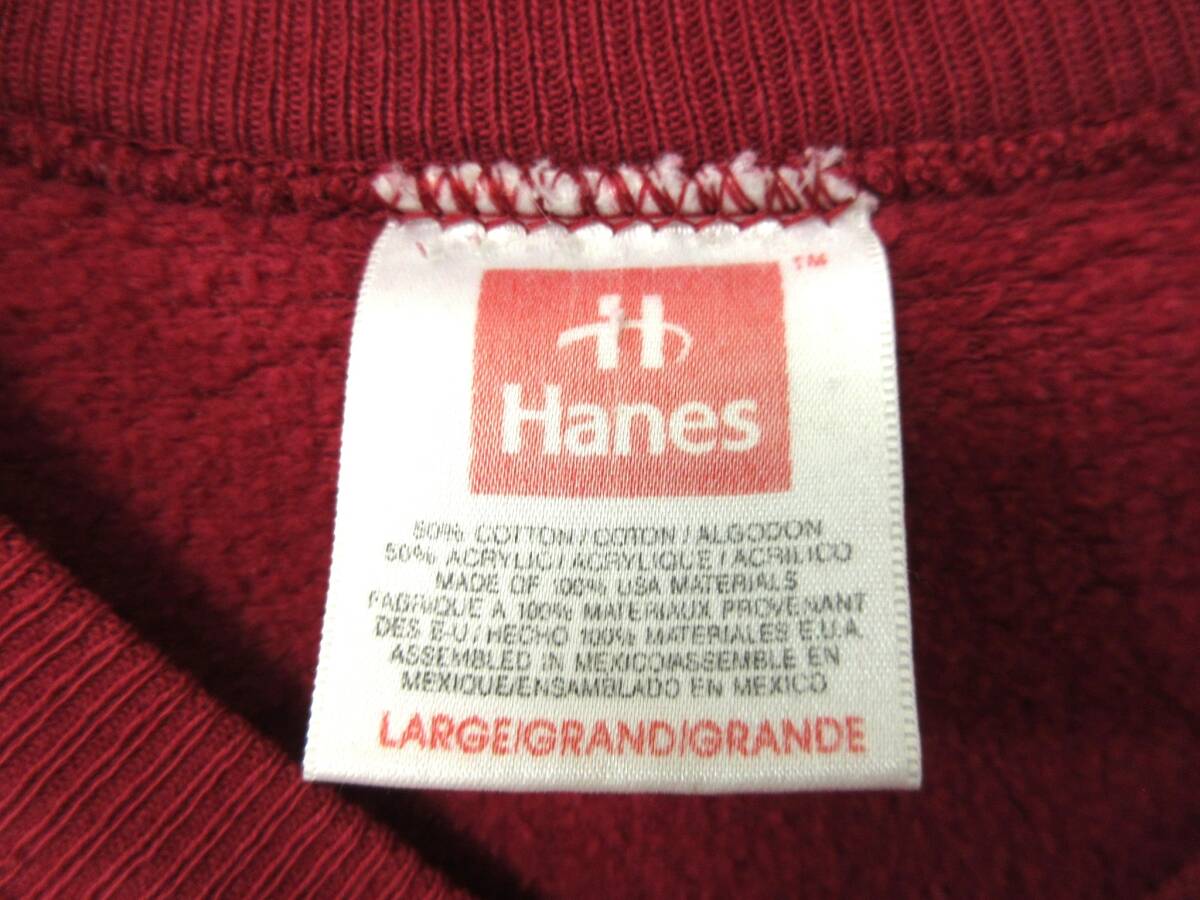 TM
H
Hanes
50% COTTON/COTON/ALGODON
50% ACRYLIC/ACRYLIQUE/ACRILICO
MADE OF 100% USA MATERIALS
FABRIQUE A 100% MATERIAUX PROVENANT
DES E-U/HECHO 100% MATERIALES E.U.A.
ASSEMBLED IN MEXICO/ASSEMBLE EN
MEXIQUE/ENSAMBLADO EN MEXICO
LARGE/GRAND/GRANDE